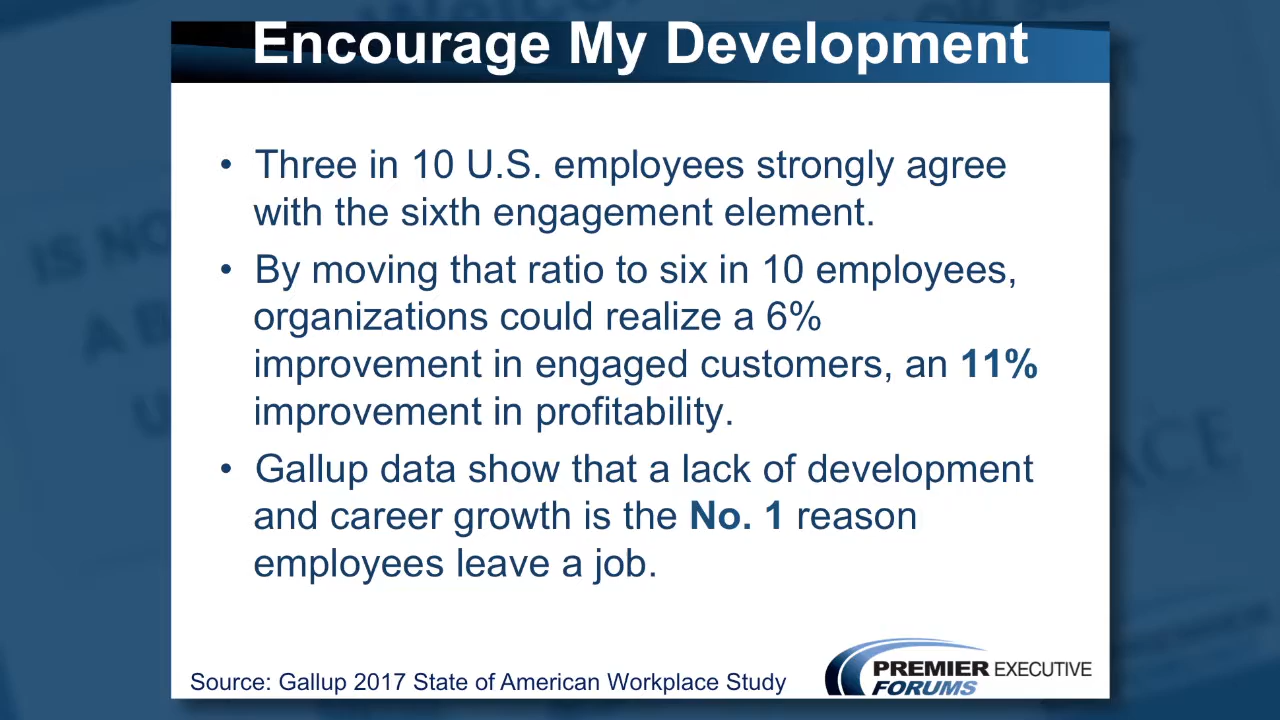 Encourage My Development
• Three in 10 U.S. employees strongly agree
with the sixth engagement element.
• By moving that ratio to six in 10 employees,
organizations could realize a 6%
improvement in engaged customers, an 11%
improvement in profitability.
• Gallup data show that a lack of development
and career growth is the No. 1 reason
employees leave a job.
Source: Gallup 2017 State of American Workplace Study
PREMIER EXECUTIVE
FORUMS
IS NO
A B
U
ACE